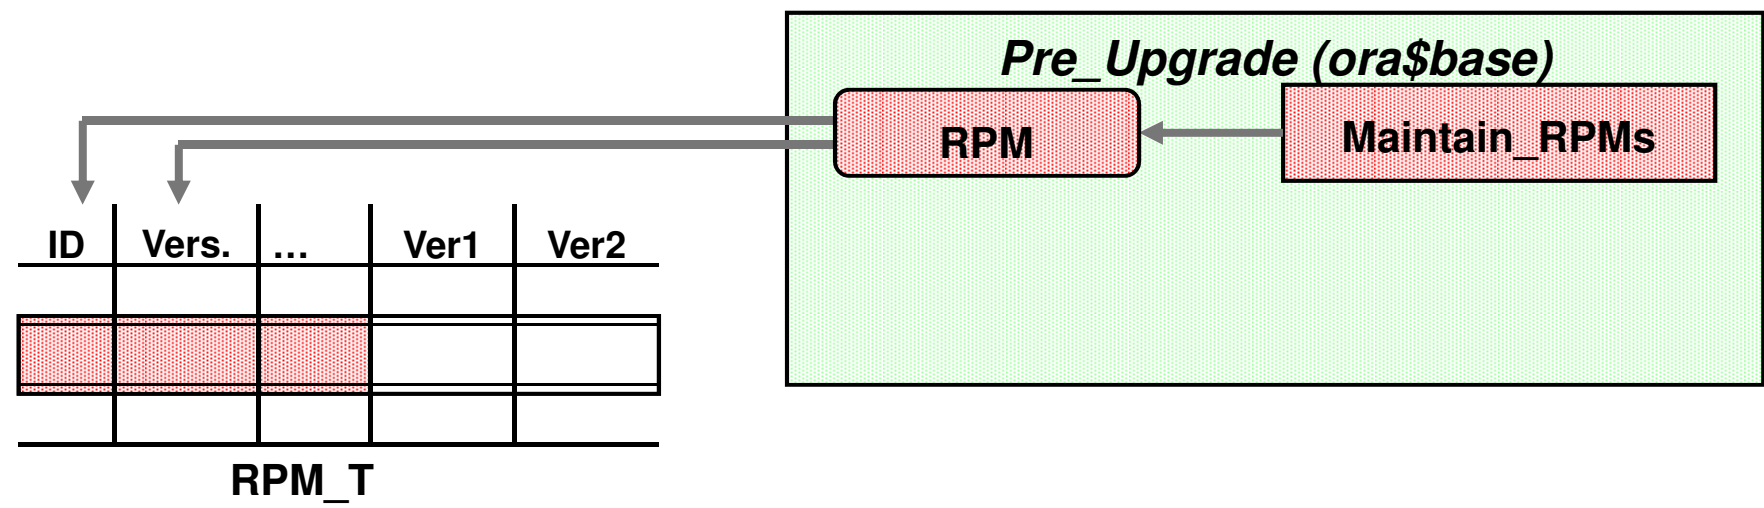 Pre_Upgrade (ora$base)
RPM
Maintain_RPMs
ID Vers. ... Ver1 Ver2
RPM_T